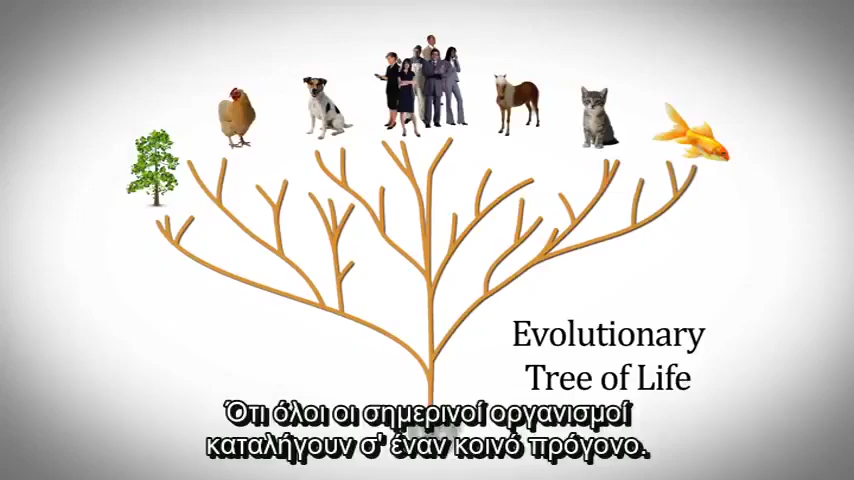 Evolutionary
Tree of Life
Ότι όλοι οι σημερινοί οργανισμοί
καταλήγουν σ' έναν κοινό πρόγονο.